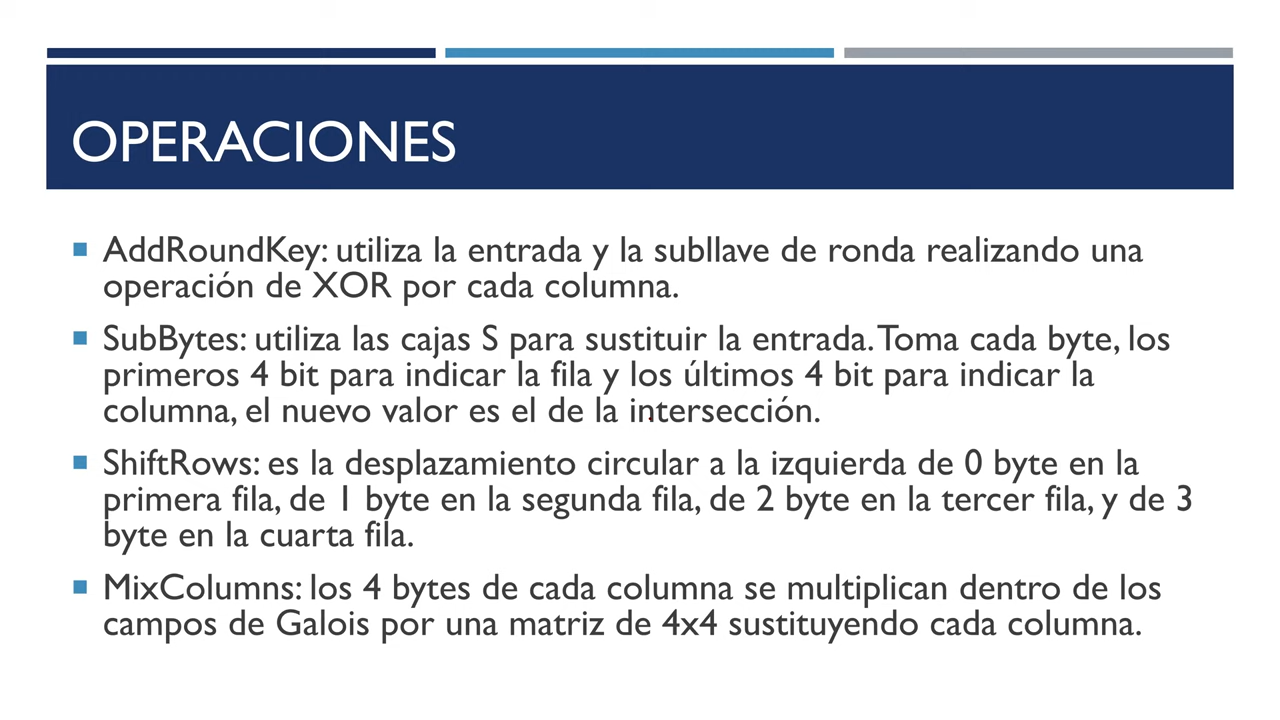 OPERACIONES
AddRoundKey: utiliza la entrada y la subllave de ronda realizando una
operación de XOR por cada columna.
SubBytes: utiliza las cajas S para sustituir la entrada. Toma cada byte, los
primeros 4 bit para indicar la fila y los últimos 4 bit para indicar la
columna, el nuevo valor es el de la intersección.
ShiftRows: es la desplazamiento circular a la izquierda de 0 byte en la
primera fila, de 1 byte en la segunda fila, de 2 byte en la tercer fila, y de 3
byte en la cuarta fila.
MixColumns: los 4 bytes de cada columna se multiplican dentro de los
campos de Galois por una matriz de 4x4 sustituyendo cada columna.